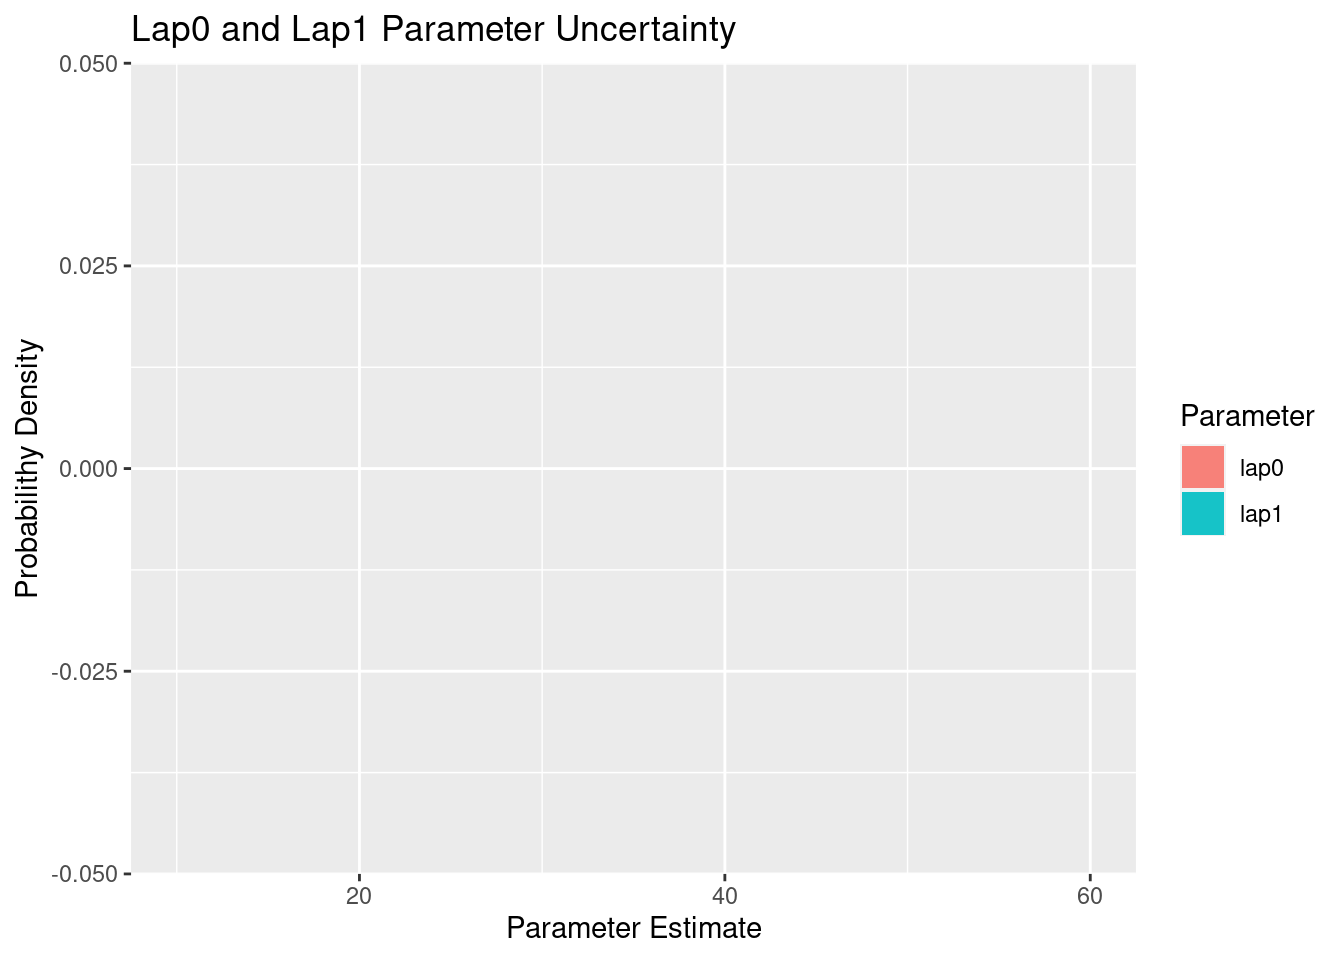 Lap0 and Lap1 Parameter Uncertainty
0.050
0.025
0.000
-0.025
-0.050
Probabilithy Density
20 40 60
Parameter Estimate
Parameter
lap0
lap1